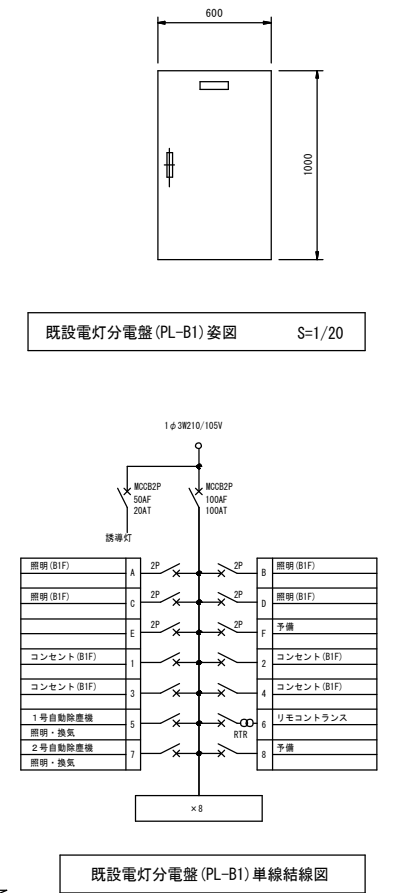 600
1000
既設電灯分電盤(PL-B1)姿図 S=1/20
1φ3W210/105V
MCCB2P
50AF
20AT
MCCB2P
100AF
100AT
誘導灯
照明(B1F) A 2P 2P B 照明(B1F)
照明(B1F) C 2P 2P D 照明(B1F)
E 2P 2P F 予備
コンセント(B1F) 1 2 コンセント(B1F)
コンセント(B1F) 3 4 コンセント(B1F)
1号自動除塵機 5 6 リモコントランス
照明・換気 RTR
2号自動除塵機 7 8 予備
照明・換気
×8
既設電灯分電盤(PL-B1)単線結線図